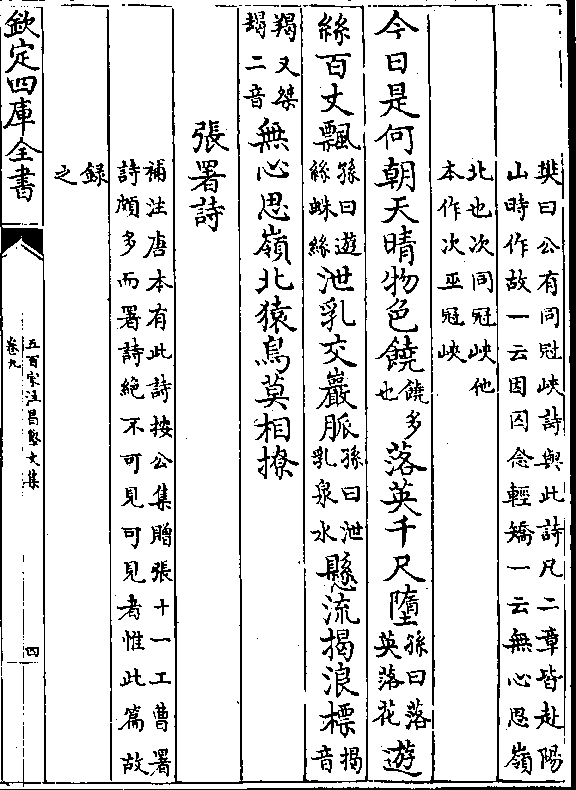 樊曰公有同冠峽詩與此詩凡二章皆赴陽
山時作故一云因囚念輕矯一云無心思嶺
北也次同冠峽他
本作次巫冠峽
今日是何朝天晴物色饒饒多也落英千尺墮孫曰落英落花遊
絲百丈飄孫曰遊絲蛛絲泄乳交巖脈孫曰泄乳泉水懸流揭浪標揭音
羯又桀朅二音無心思嶺北猿鳥莫相撩
張署詩
補注唐本有此詩按公集贈張十一工曹署
詩頗多而署詩絕不可見可見者惟此篇故
録
之
欽定四庫全書
五百家注昌黎文集
卷九
四